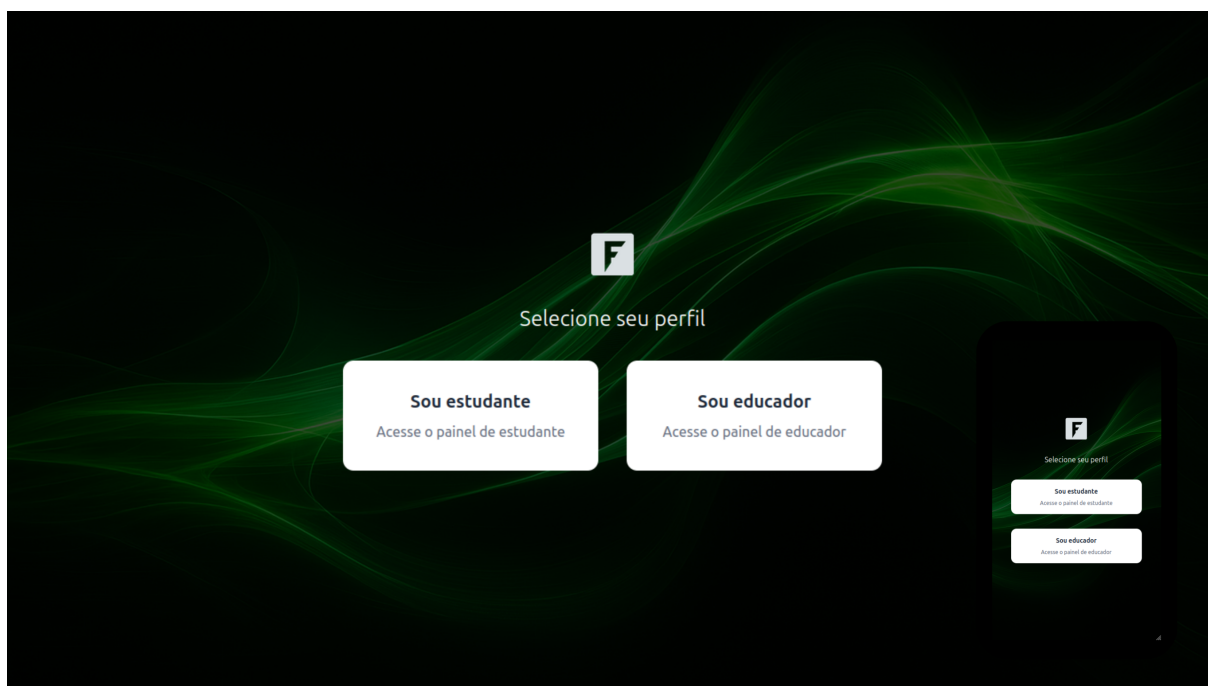 F
Selecione seu perfil
Sou estudante
Acesse o painel de estudante
Sou educador
Acesse o painel de educador
F
Selecione seu perfil
Sou estudante
Acesse o painel de estudante
Sou educador
Acesse o painel de educador